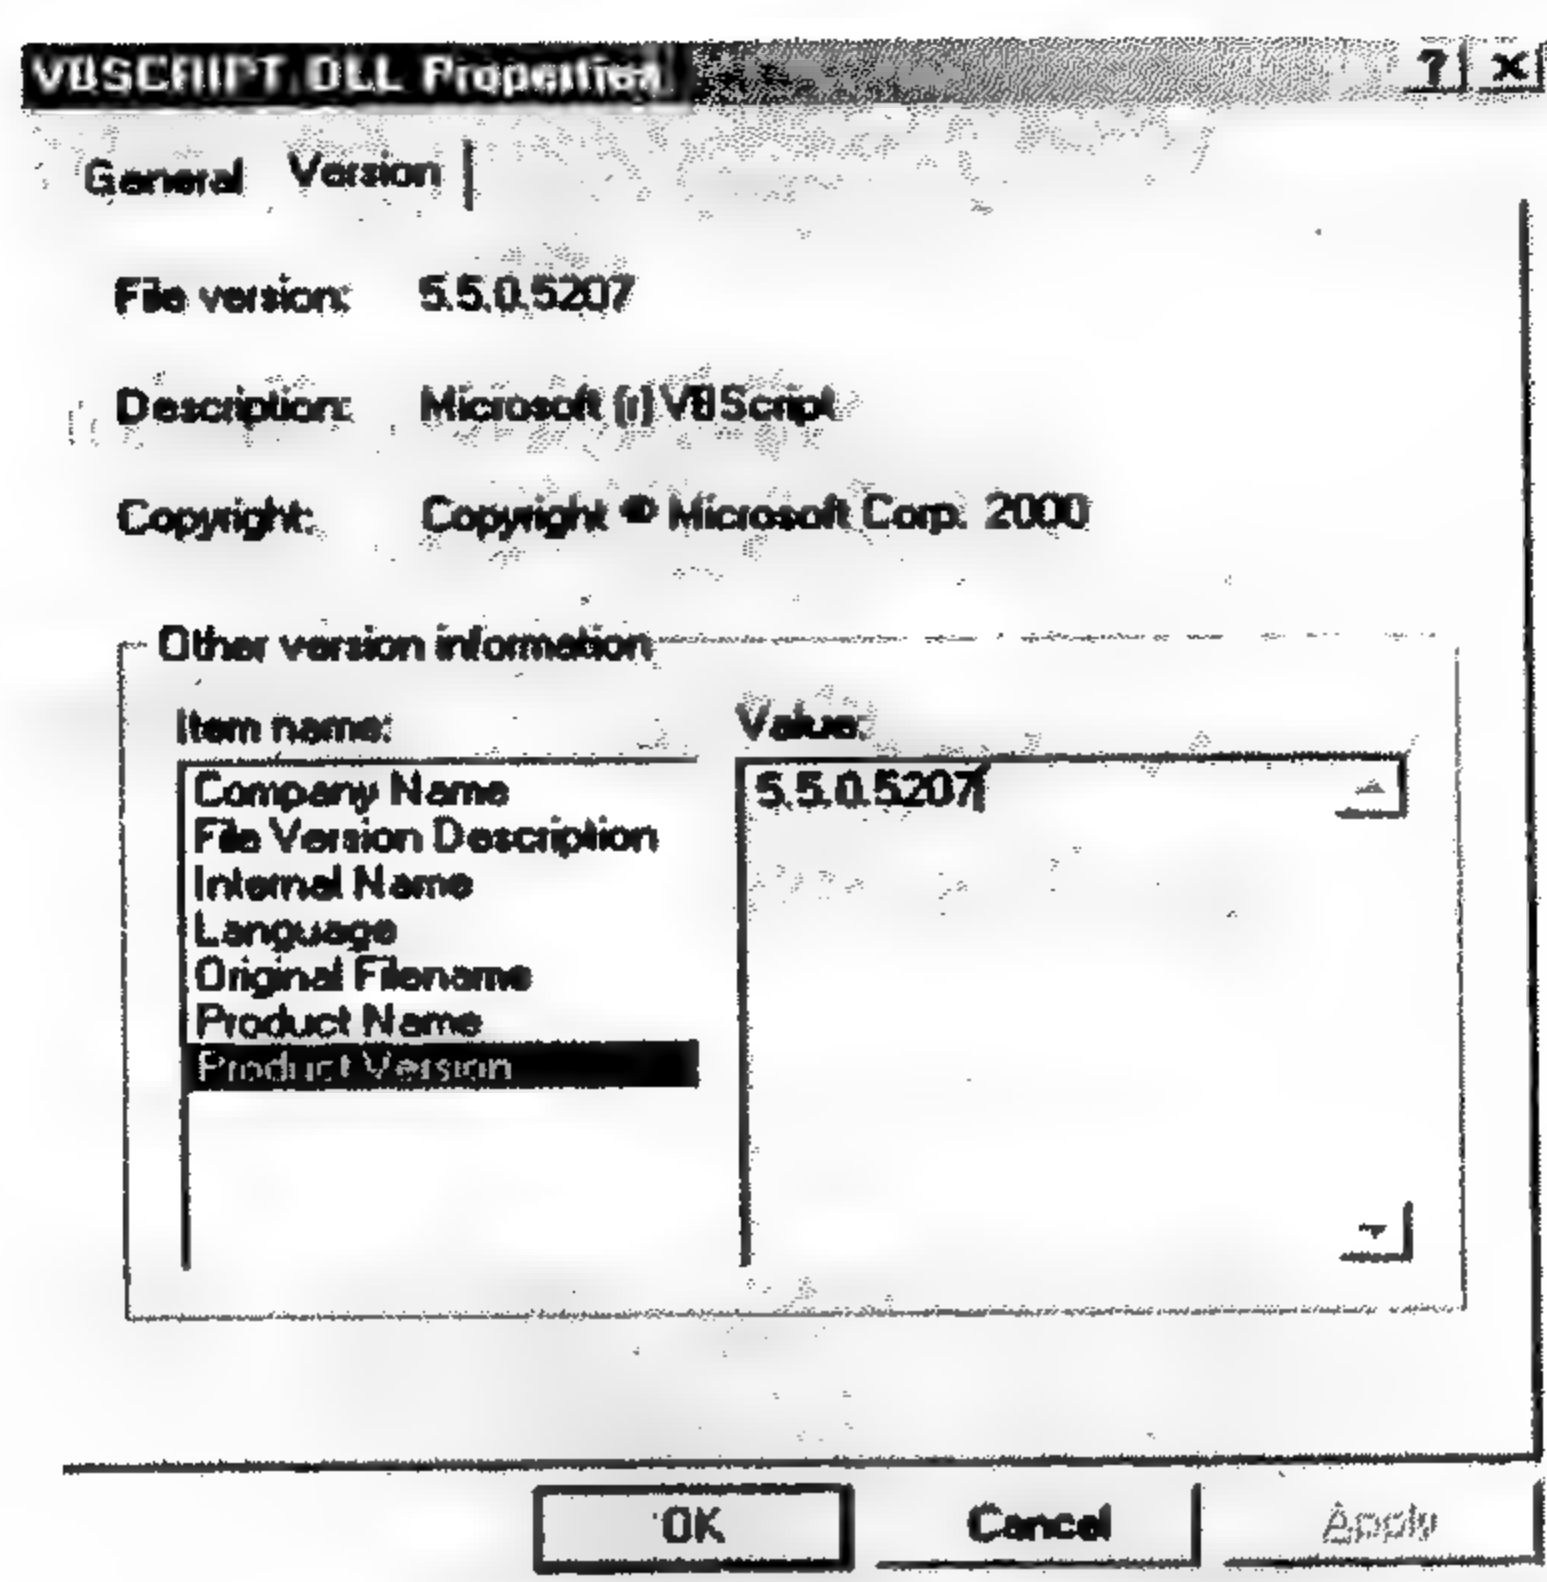 VBSCRIPT.DLL Properties ? ×
General Version
File version: 5.5.0.5207
Description: Microsoft (r) VBScript
Copyright: Copyright © Microsoft Corp. 2000
Other version information
Item name: Value:
Company Name 5.5.0.5207
File Version Description
Internal Name
Language
Original Filename
Product Name
Product Version
OK Cancel Apply